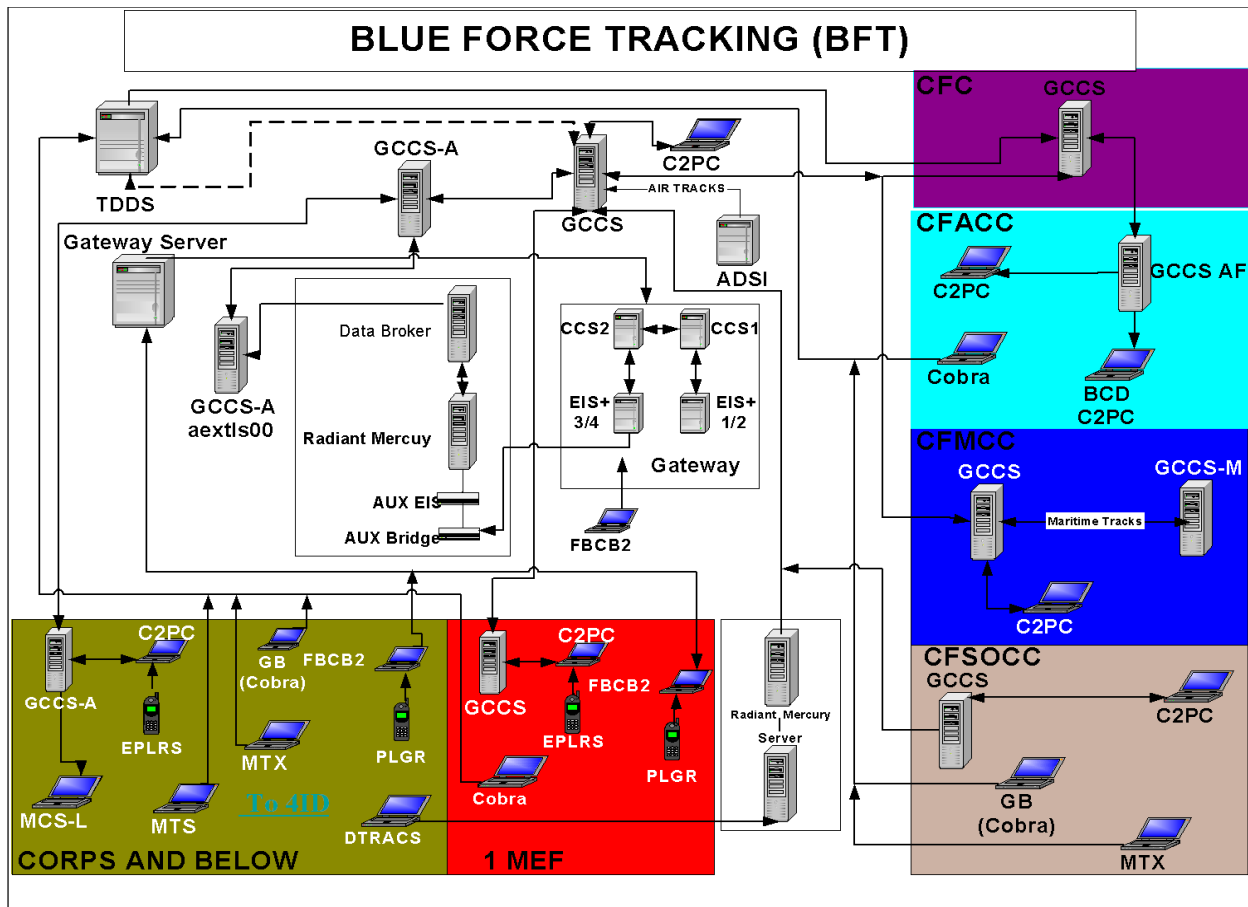 BLUE FORCE TRACKING (BFT)
TDDS
GCCS-A
GCCS
C2PC
AIR TRACKS
ADSI
Gateway Server
GCCS-A
aextls00
Data Broker
Radiant Mercuy
AUX EIS
AUX Bridge
CCS2
CCS1
EIS+
3/4
EIS+
1/2
Gateway
FBCB2
CFC
GCCS
CFACC
C2PC
GCCS AF
Cobra
BCD
C2PC
CFMCC
GCCS
GCCS-M
Maritime Tracks
C2PC
CFSOCC
GCCS
C2PC
GB
(Cobra)
MTX
GCCS-A
C2PC
EPLRS
GB
(Cobra)
FBCB2
PLGR
MTX
MCS-L
MTS
To 4ID
DTRACS
CORPS AND BELOW
GCCS
C2PC
FBCB2
EPLRS
PLGR
Cobra
1 MEF
Radiant Mercury
Server